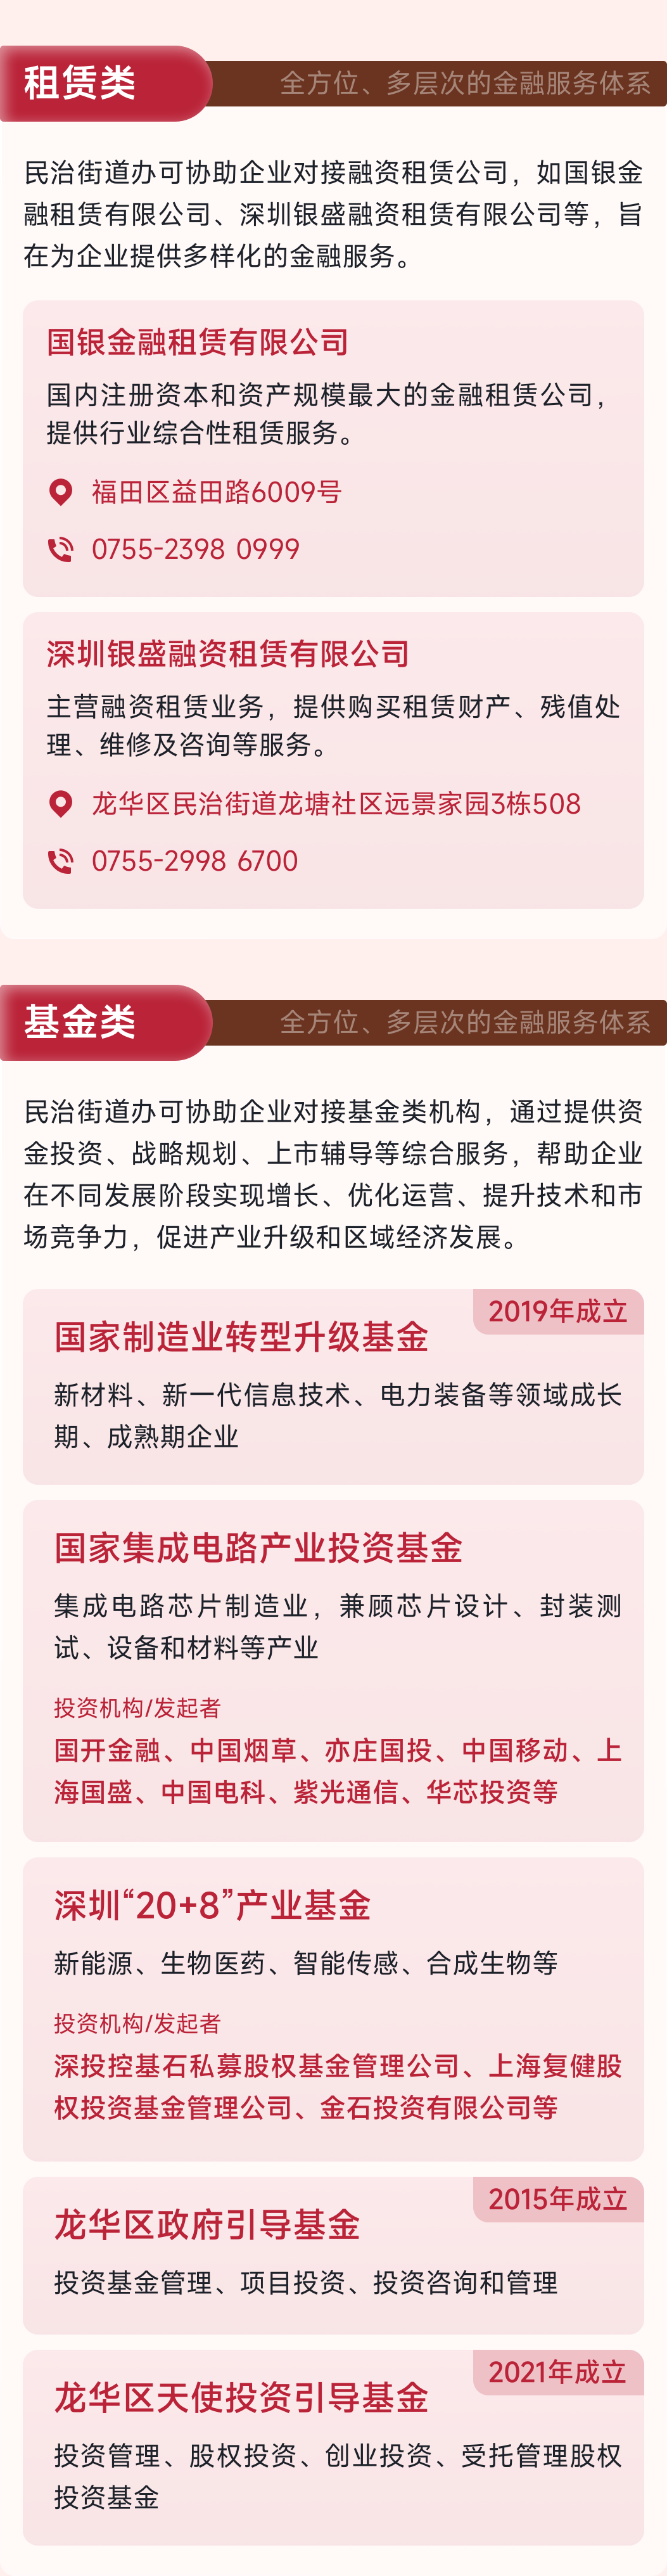 租赁类
全方位、多层次的金融服务体系
民治街道办可协助企业对接融资租赁公司，如国银金
融租赁有限公司、深圳银盛融资租赁有限公司等，旨
在为企业提供多样化的金融服务。
国银金融租赁有限公司
国内注册资本和资产规模最大的金融租赁公司，
提供行业综合性租赁服务。
福田区益田路6009号
0755-2398 0999
深圳银盛融资租赁有限公司
主营融资租赁业务，提供购买租赁财产、残值处
理、维修及咨询等服务。
龙华区民治街道龙塘社区远景家园3栋508
0755-2998 6700
基金类
全方位、多层次的金融服务体系
民治街道办可协助企业对接基金类机构，通过提供资
金投资、战略规划、上市辅导等综合服务，帮助企业
在不同发展阶段实现增长、优化运营、提升技术和市
场竞争力，促进产业升级和区域经济发展。
2019年成立
国家制造业转型升级基金
新材料、新一代信息技术、电力装备等领域成长
期、成熟期企业
国家集成电路产业投资基金
集成电路芯片制造业，兼顾芯片设计、封装测
试、设备和材料等产业
投资机构/发起者
国开金融、中国烟草、亦庄国投、中国移动、上
海国盛、中国电科、紫光通信、华芯投资等
深圳“20+8”产业基金
新能源、生物医药、智能传感、合成生物等
投资机构/发起者
深投控基石私募股权基金管理公司、上海复健股
权投资基金管理公司、金石投资有限公司等
2015年成立
龙华区政府引导基金
投资基金管理、项目投资、投资咨询和管理
2021年成立
龙华区天使投资引导基金
投资管理、股权投资、创业投资、受托管理股权
投资基金